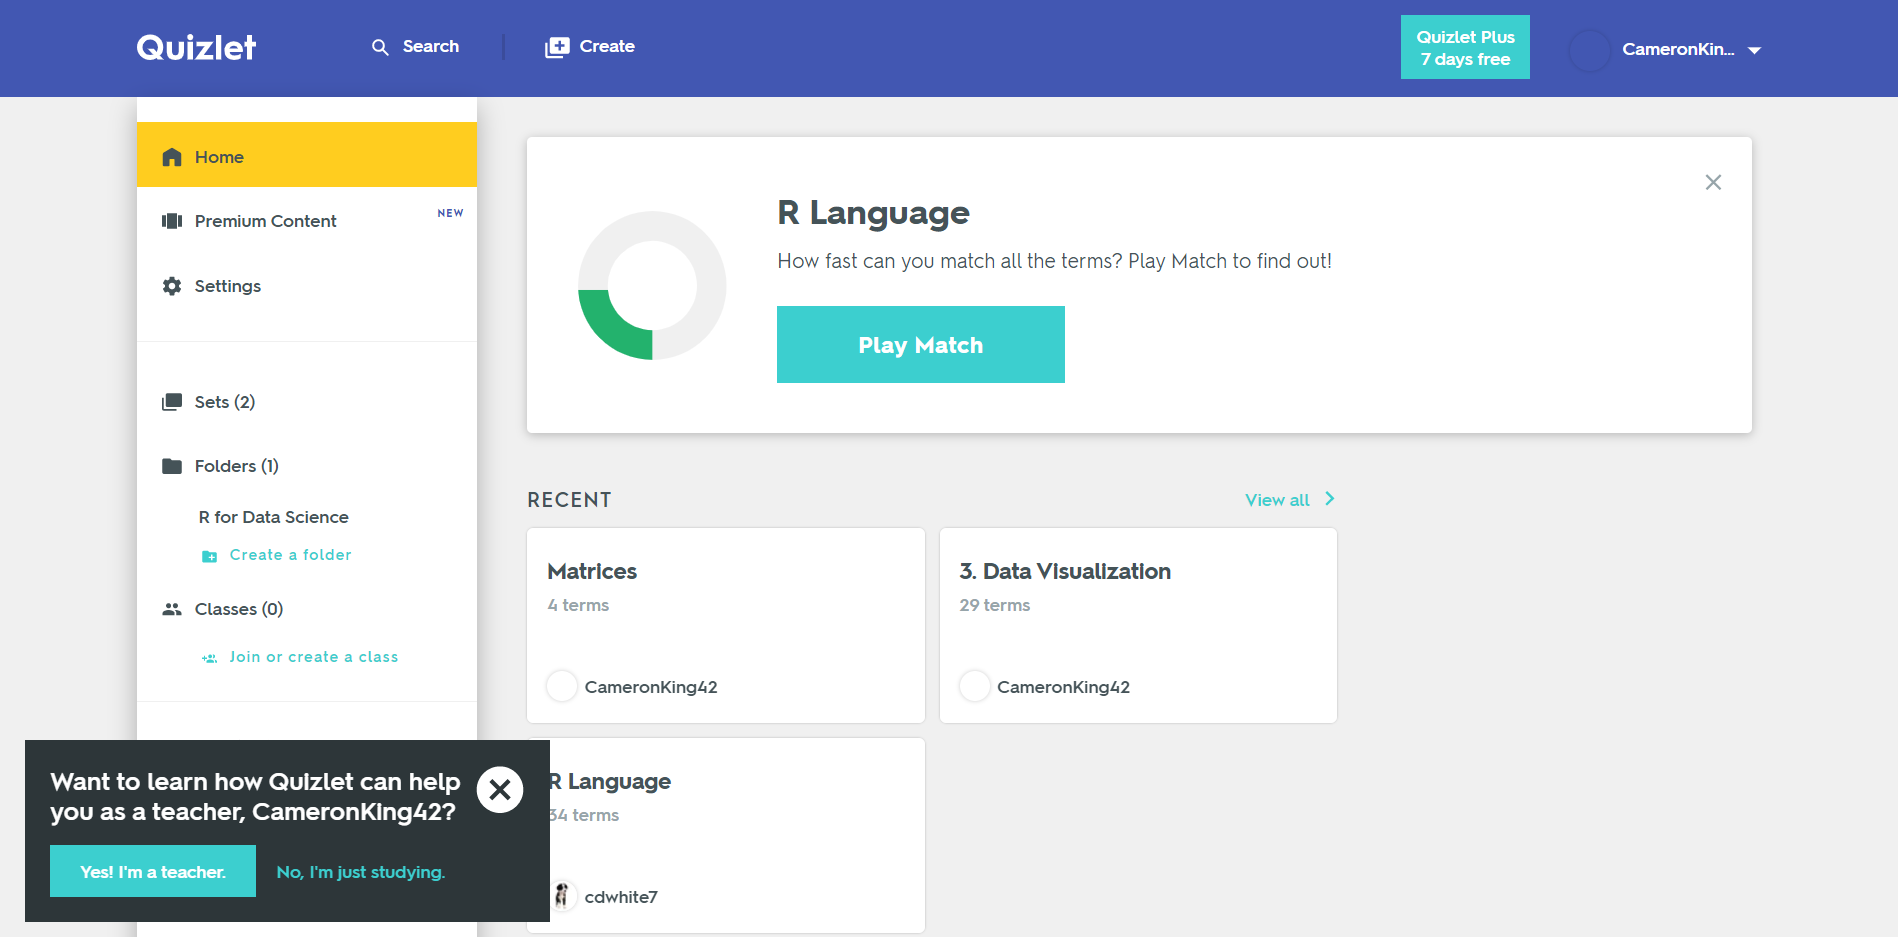 Quizlet
Search
Create
Quizlet Plus
7 days free
CameronKin...
Home
Premium Content
NEW
Settings
Sets (2)
Folders (1)
R for Data Science
Create a folder
Classes (0)
Join or create a class
R Language
How fast can you match all the terms? Play Match to find out!
Play Match
RECENT
View all
Matrices
4 terms
CameronKing42
3. Data Visualization
29 terms
CameronKing42
R Language
34 terms
cdwhite7
Want to learn how Quizlet can help
you as a teacher, CameronKing42?
Yes! I'm a teacher.
No, I'm just studying.